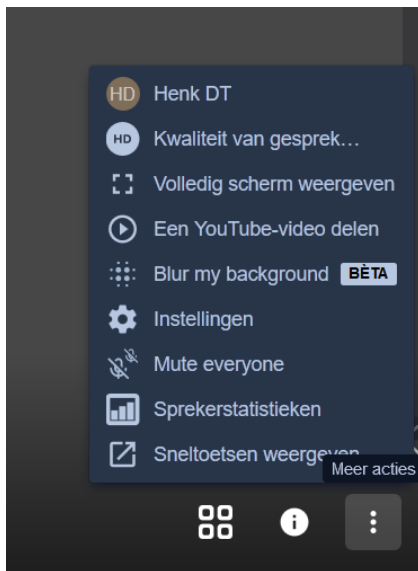 HD Henk DT
HD Kwaliteit van gesprek…
Volledig scherm weergeven
Een YouTube-video delen
Blur my background BÈTA
Instellingen
Mute everyone
Sprekerstatistieken
Sneltoetsen weergeven
Meer acties